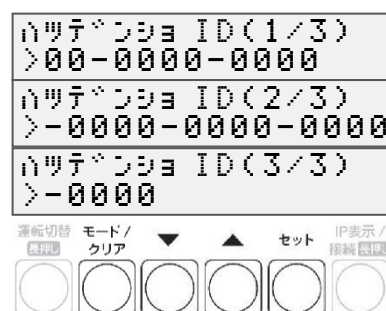 ハツデンショ ID(1/3)
>00-0000-0000
ハツデンショ ID(2/3)
>-0000-0000-0000
ハツデンショ ID(3/3)
>-0000
運転切替 長押し
モード/クリア
▼
▲
セット
IP表示/接続 長押し